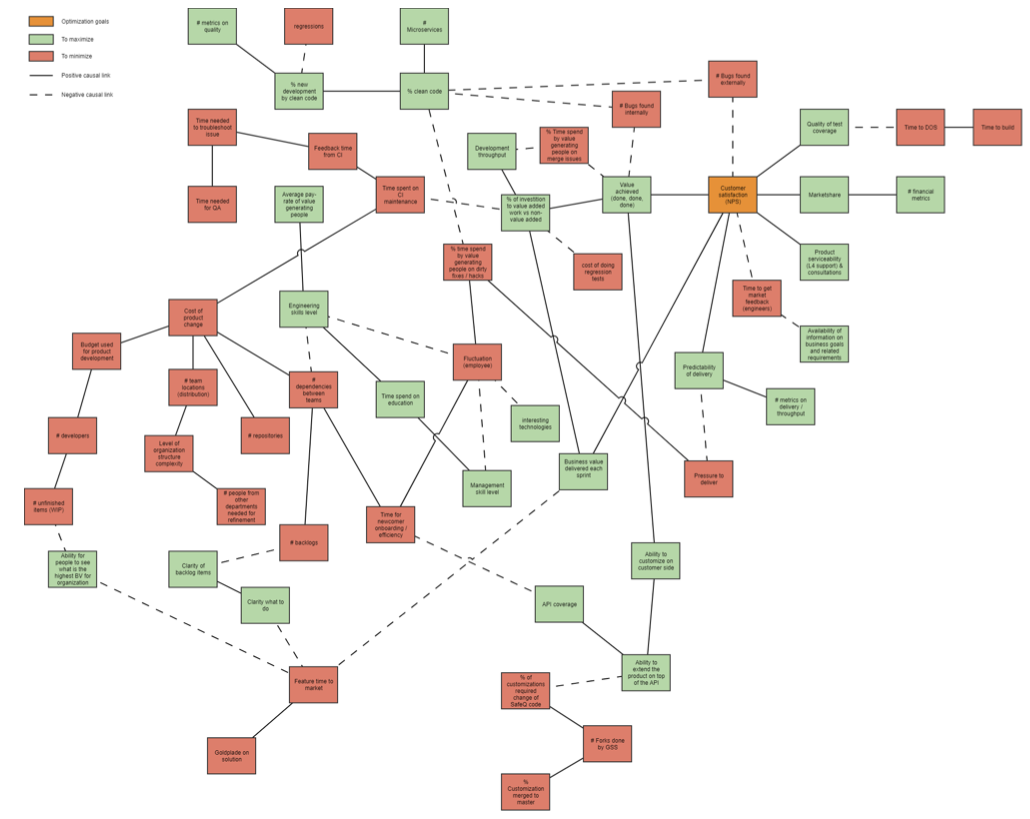 Optimization goals
To maximize
To minimize
Positive causal link
Negative causal link
# metrics on
quality
regressions
#
Microservices
% new
development
by clean code
% clean code
# Bugs found
externally
# Bugs found
internally
Time needed
to troubleshoot
issue
Feedback time
from CI
Development
throughput
% Time spend
by value
generating
people on
merge issues
Quality of test
coverage
Time to DOS
Time to build
Time needed
for QA
Average pay-
rate of value
generating
people
Time spent on
CI
maintenance
% of investition
to value added
work vs non-
value added
Value
achieved
(done, done,
done)
Customer
satisfaction
(NPS)
Marketshare
# financial
metrics
% time spend
by value
generating
people on dirty
fixes / hacks
cost of doing
regression
tests
Product
serviceability
(L4 support) &
consultations
Time to get
market
feedback
(engineers)
Cost of
product
change
Engineering
skills level
Availability of
information on
business goals
and related
requirements
Budget used
for product
development
Fluctuation
(employee)
Predictability
of delivery
# team
locations
(distribution)
#
dependencies
between
teams
Time spend on
education
# metrics on
delivery /
throughput
interesting
technologies
# developers
# repositories
Level of
organization
structure
complexity
Business value
delivered each
sprint
Pressure to
deliver
Management
skill level
# unfinished
items (WIP)
# people from
other
departments
needed for
refinement
Time for
newcomer
onboarding /
efficiency
# backlogs
Ability for
people to see
what is the
highest BV for
organization
Clarity of
backlog items
Ability to
customize on
customer side
Clarity what to
do
API coverage
Ability to
extend the
product on top
of the API
Feature time to
market
% of
customizations
required
change of
SafeQ code
Goldplade on
solution
# Forks done
by GSS
%
Customization
merged to
master